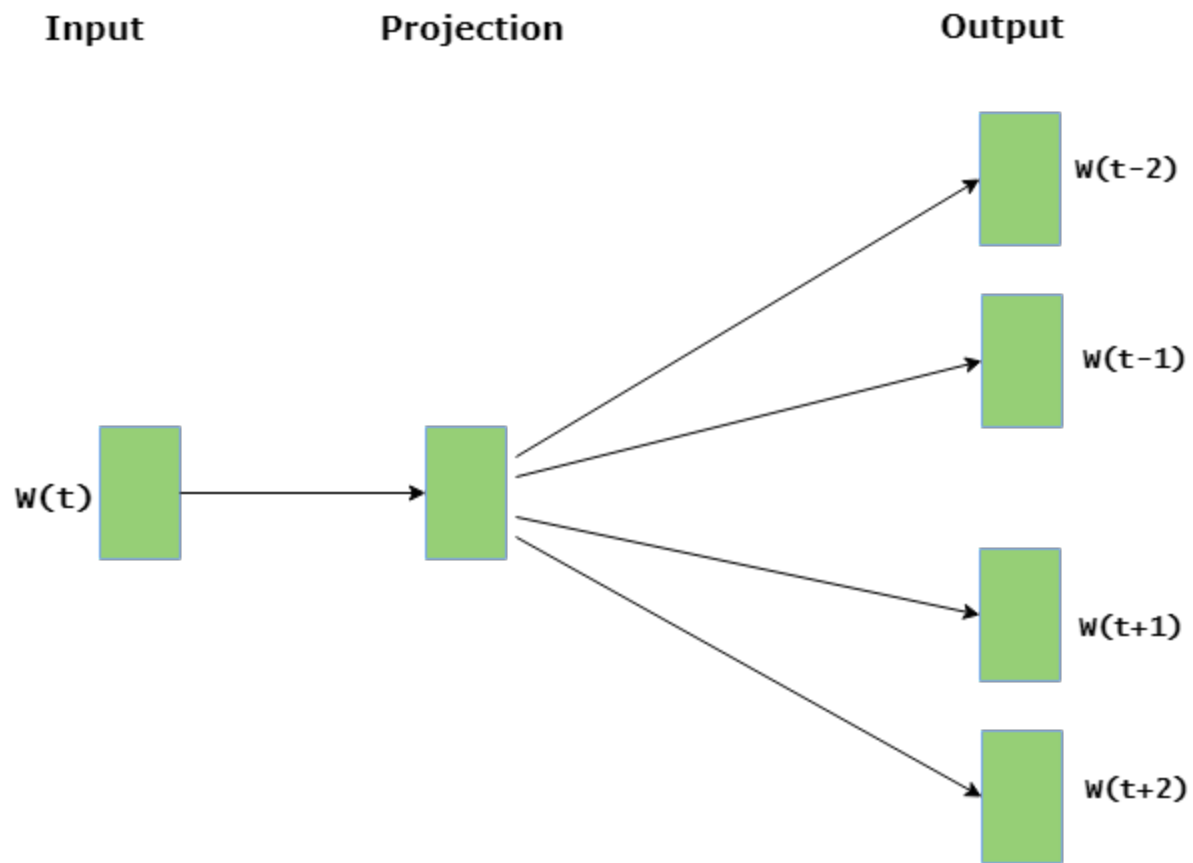 Input
Projection
Output
W(t-2)
W(t-1)
W(t)
W(t+1)
W(t+2)